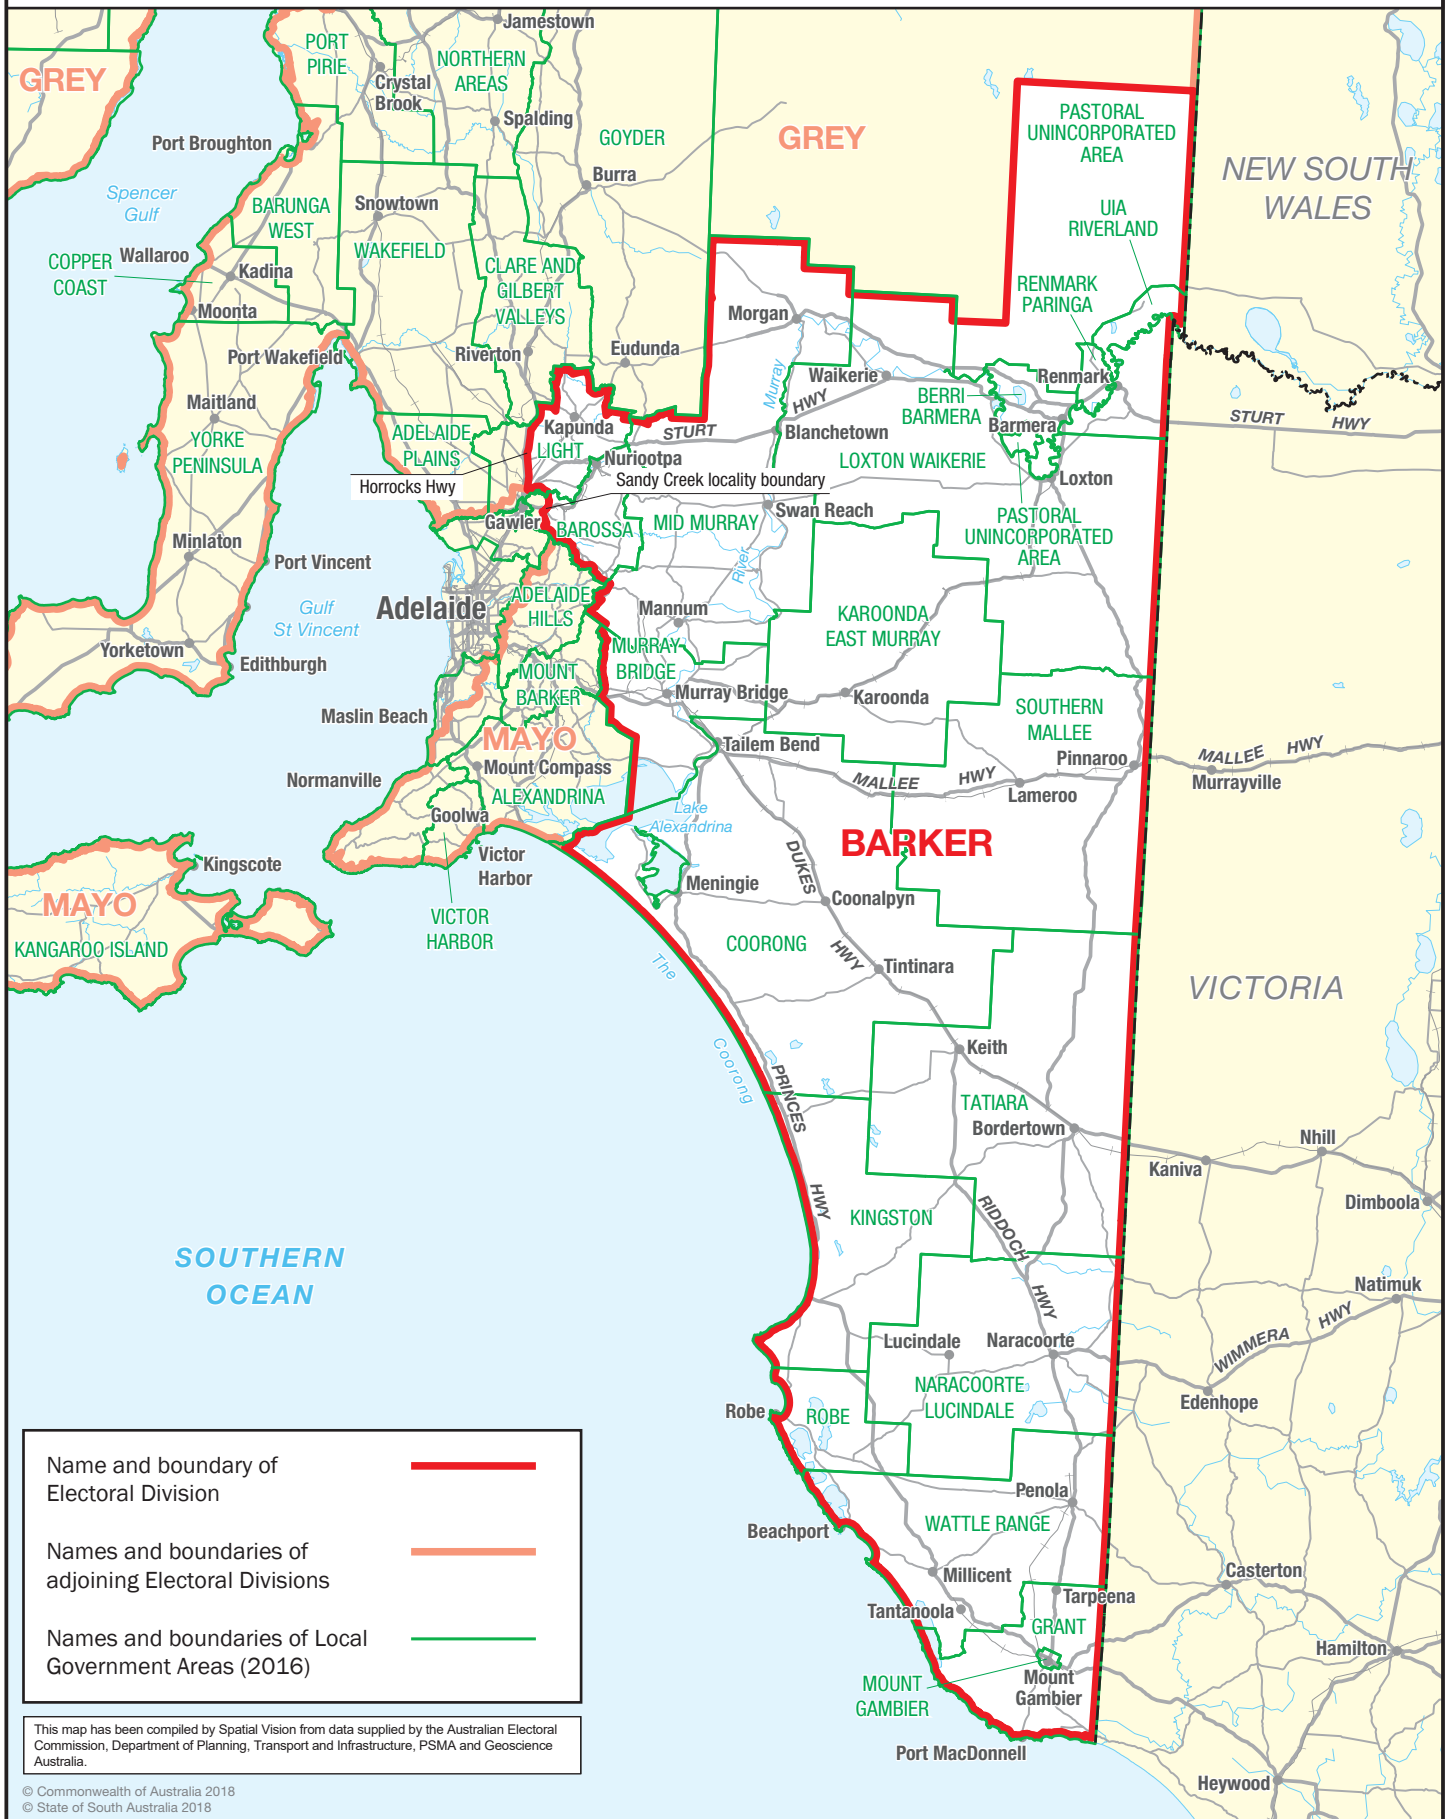 Jamestown
PORT
PIRIE
NORTHERN
AREAS
GREY
Crystal
Brook
Spalding
GOYDER
GREY
PASTORAL
UNINCORPORATED
AREA
Port Broughton
NEW SOUTH
WALES
Burra
Spencer
Gulf
BARUNGA
WEST
Snowtown
UIA
RIVERLAND
WAKEFIELD
COPPER
COAST
Wallaroo
Kadina
CLARE AND
GILBERT
VALLEYS
RENMARK
PARINGA
Moonta
Morgan
Port Wakefield
Riverton
Eudunda
Murray
Waikerie
Renmark
Maitland
HWY
BERRI
BARMERA
STURT
HWY
YORKE
PENINSULA
ADELAIDE
PLAINS
Kapunda
LIGHT
STURT
Blanchetown
Barmera
Nuriootpa
LOXTON WAIKERIE
Horrocks Hwy
Sandy Creek locality boundary
Loxton
Gawler
BAROSSA
MID MURRAY
Swan Reach
PASTORAL
UNINCORPORATED
AREA
Minlaton
Port Vincent
River
Adelaide
ADELAIDE
HILLS
Mannum
KAROONDA
EAST MURRAY
Gulf
St Vincent
Yorketown
Edithburgh
MURRAY
BRIDGE
MOUNT
BARKER
Murray Bridge
Karoonda
Maslin Beach
SOUTHERN
MALLEE
MAYO
Tailem Bend
Pinnaroo
MALLEE
HWY
Normanville
Mount Compass
MALLEE
HWY
Murrayville
Lameroo
ALEXANDRINA
Goolwa
Lake
Alexandrina
BARKER
DUKES
Kingscote
Victor
Harbor
Meningie
Coonalpyn
MAYO
VICTOR
HARBOR
KANGAROO ISLAND
COORONG
HWY
Tintinara
The
VICTORIA
Coorong
Keith
PRINCES
TATIARA
Bordertown
Nhill
Kaniva
HWY
Dimboola
KINGSTON
RIDDOCH
SOUTHERN
OCEAN
HWY
Natimuk
HWY
WIMMERA
Lucindale
Naracoorte
NARACOORTE
LUCINDALE
Edenhope
Robe
ROBE
Name and boundary of
Electoral Division
Penola
Beachport
WATTLE RANGE
Names and boundaries of
adjoining Electoral Divisions
Millicent
Casterton
Tarpeena
Tantanoola
GRANT
Names and boundaries of Local
Government Areas (2016)
Hamilton
MOUNT
GAMBIER
Mount
Gambier
This map has been compiled by Spatial Vision from data supplied by the Australian Electoral
Commission, Department of Planning, Transport and Infrastructure, PSMA and Geoscience
Australia.
Port MacDonnell
Heywood
© Commonwealth of Australia 2018
© State of South Australia 2018